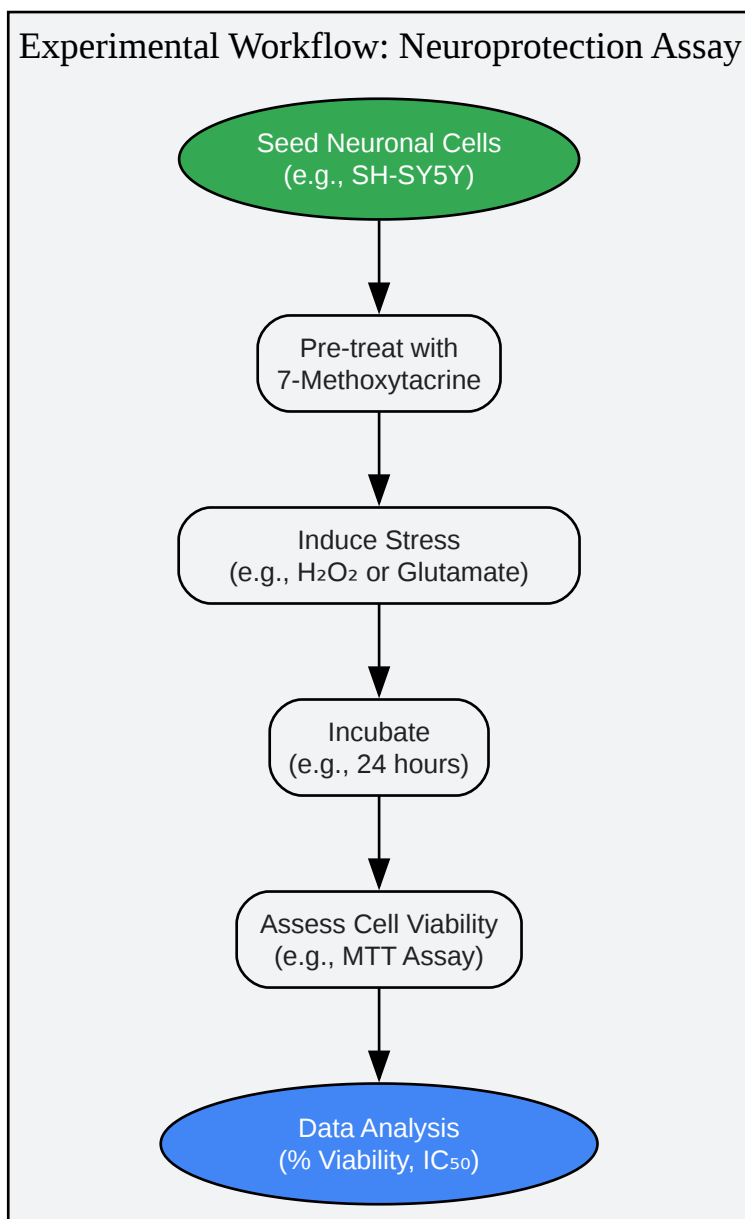 Experimental Workflow: Neuroprotection Assay
Seed Neuronal Cells
(e.g., SH-SY5Y)
Pre-treat with
7-Methoxytacrine
Induce Stress
(e.g., H₂O₂ or Glutamate)
Incubate
(e.g., 24 hours)
Assess Cell Viability
(e.g., MTT Assay)
Data Analysis
(% Viability, IC₅₀)